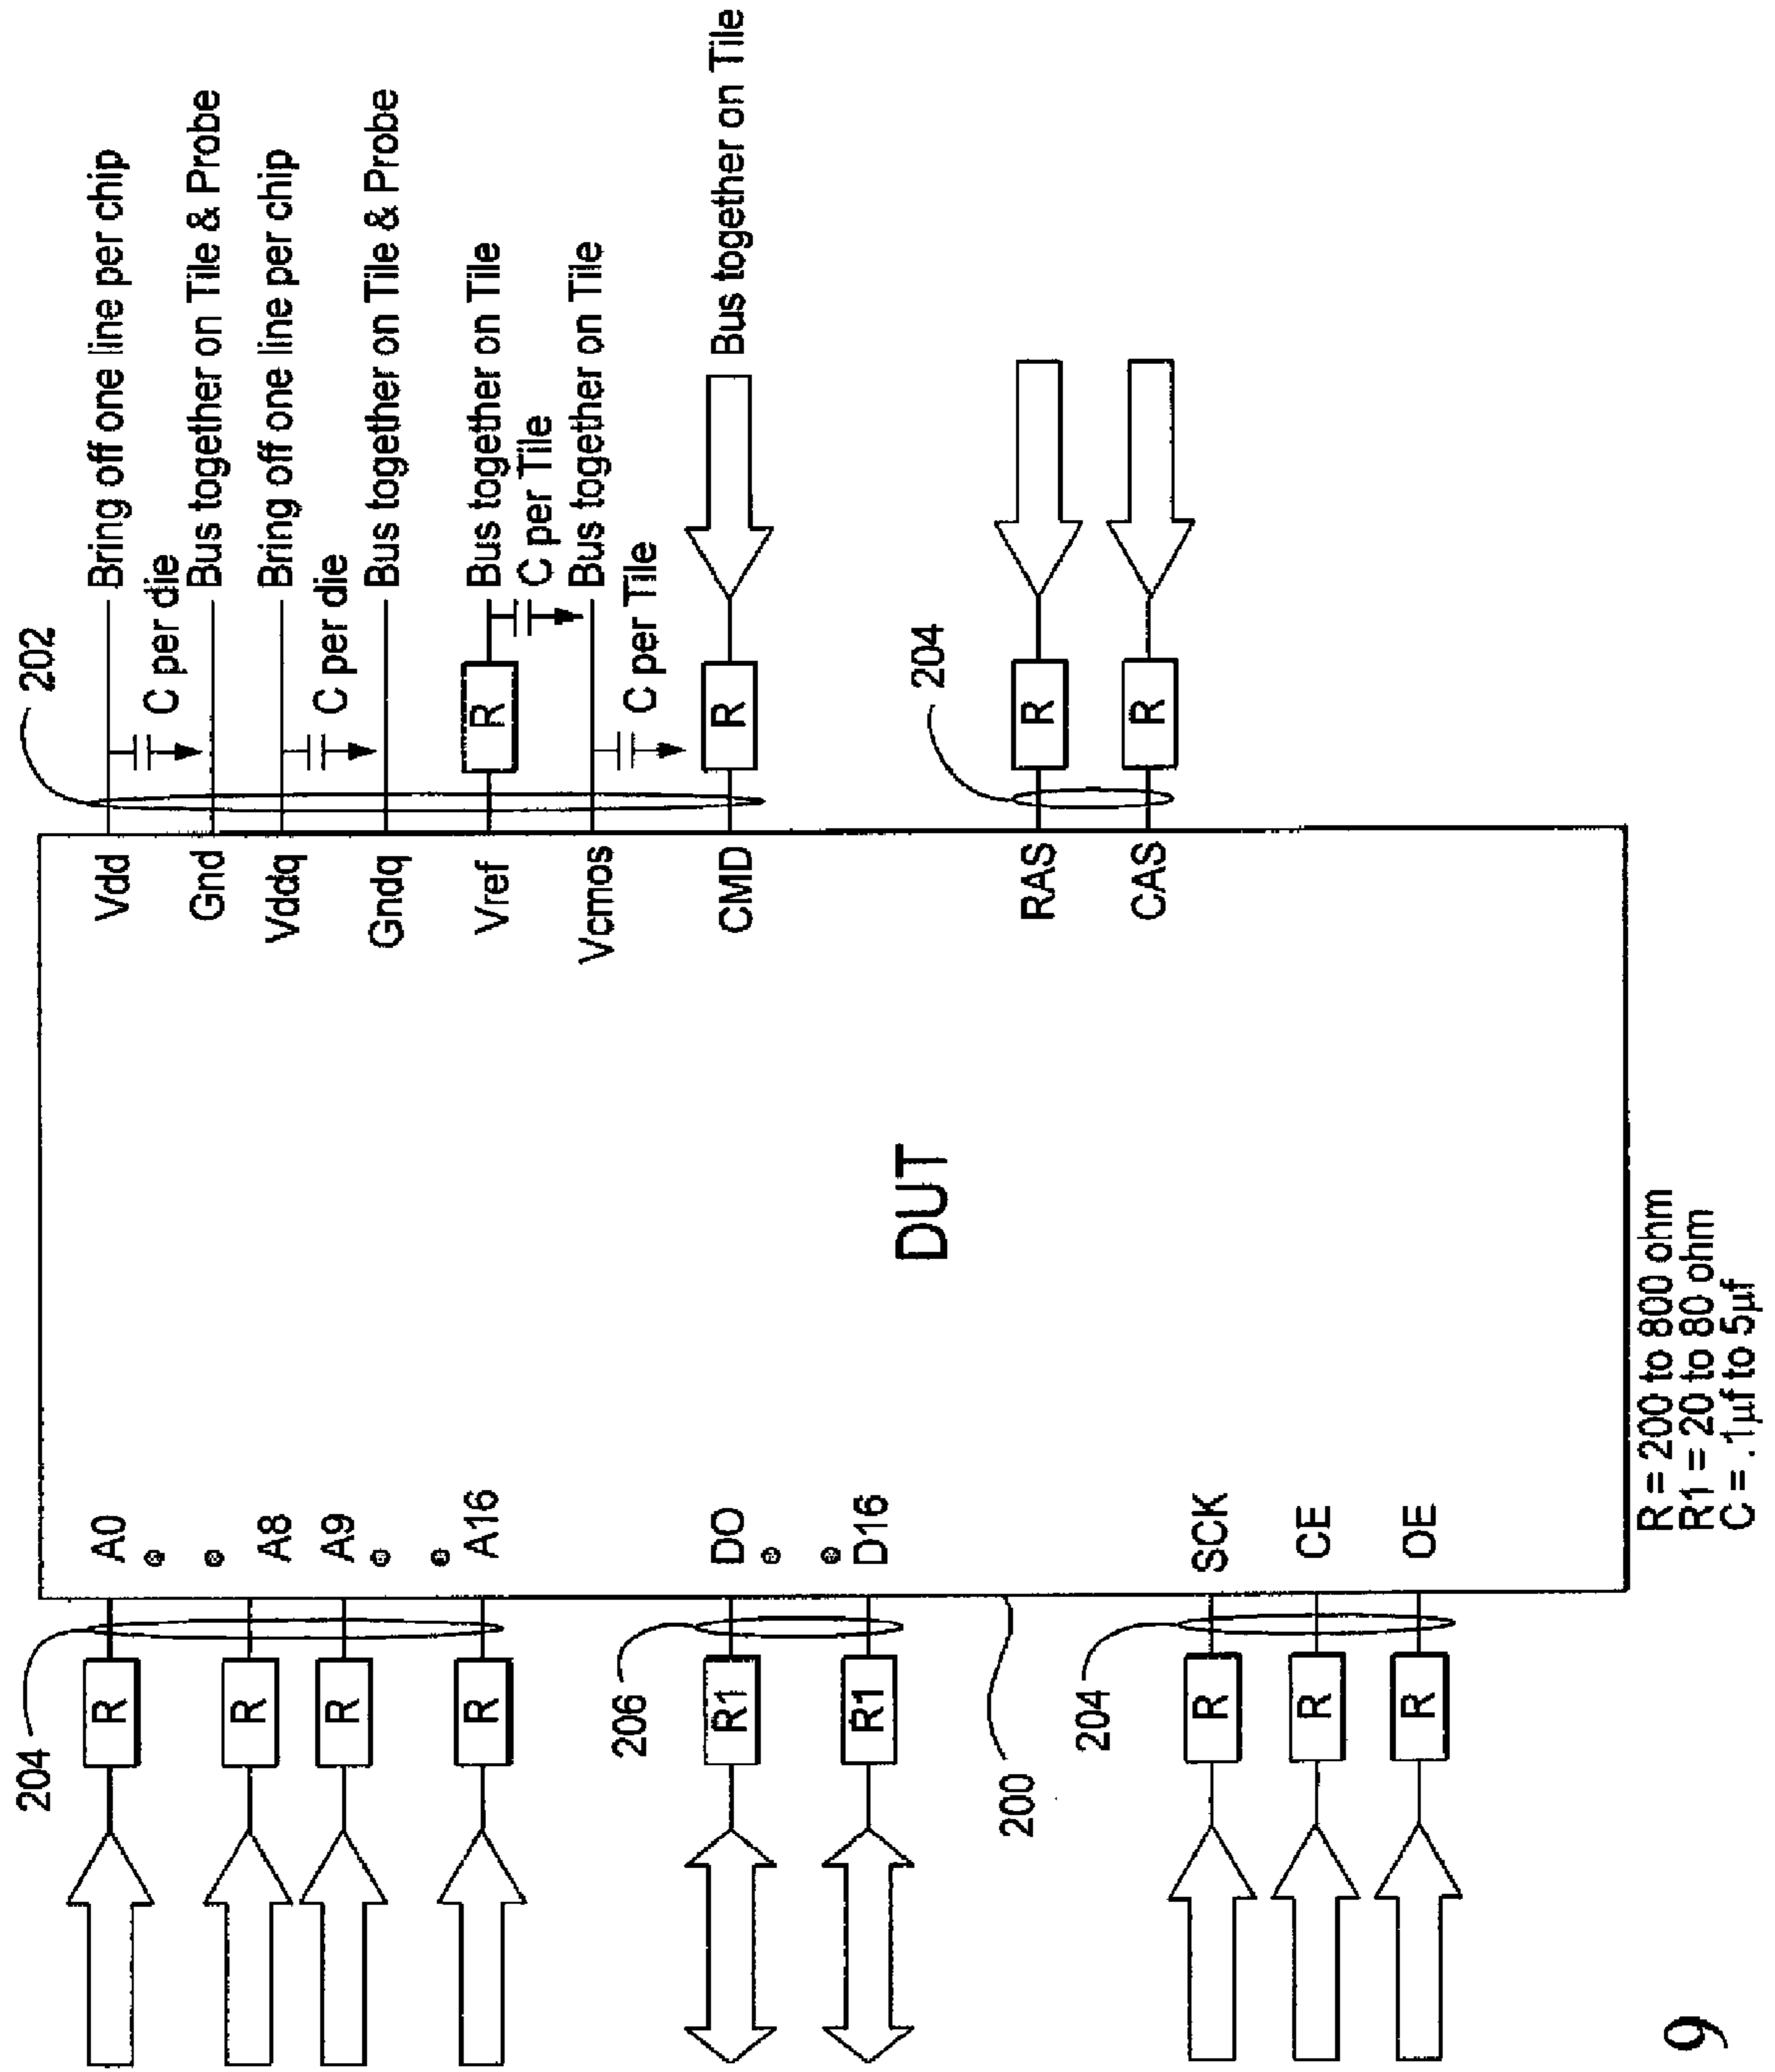 204
R
A0
R
A8
R
A9
R
A16
206
R1
DO
R1
D16
200
204
R
SCK
R
CE
R
OE
DUT
202
Vdd
Bring off one line per chip
C per die
Gnd
Bus together on Tile & Probe
Vddq
Bring off one line per chip
C per die
Gndq
Bus together on Tile & Probe
Vref
R
Bus together on Tile
C per Tile
Vcmos
Bus together on Tile
C per Tile
CMD
R
Bus together on Tile
204
RAS
R
CAS
R
R = 200 to 800 ohm
R1 = 20 to 80 ohm
C = .1µf to 5µf
9